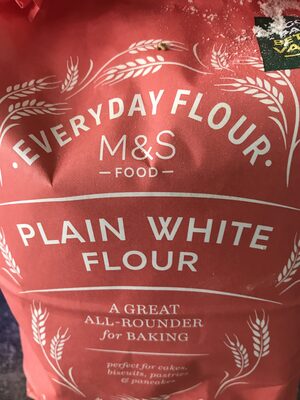 · EVERYDAY FLOUR ·
M&S
— FOOD —
PLAIN WHITE
FLOUR
A GREAT
ALL-ROUNDER
for BAKING
perfect for cakes,
biscuits, pastries
& pancakes